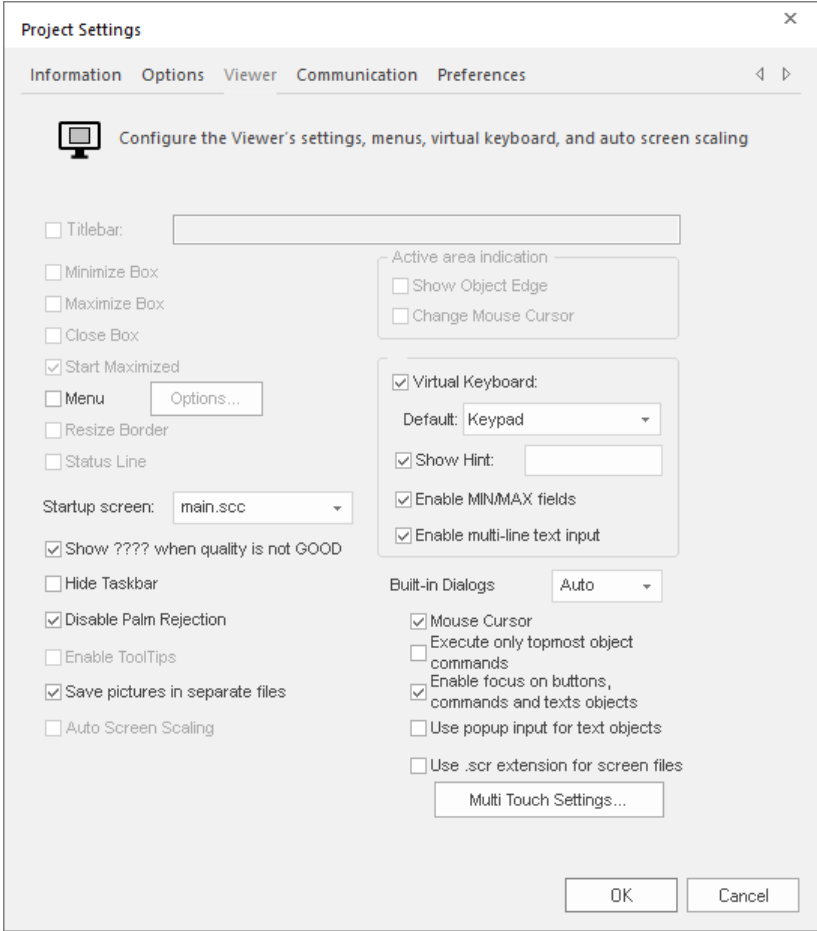 Project Settings
Information Options Viewer Communication Preferences
Configure the Viewer's settings, menus, virtual keyboard, and auto screen scaling
Titlebar:
Minimize Box
Maximize Box
Close Box
Start Maximized
Menu Options...
Resize Border
Status Line
Startup screen: main.scc
Show ???? when quality is not GOOD
Hide Taskbar
Disable Palm Rejection
Enable ToolTips
Save pictures in separate files
Auto Screen Scaling
Active area indication
Show Object Edge
Change Mouse Cursor
Virtual Keyboard:
Default: Keypad
Show Hint:
Enable MIN/MAX fields
Enable multi-line text input
Built-in Dialogs Auto
Mouse Cursor
Execute only topmost object
commands
Enable focus on buttons,
commands and texts objects
Use popup input for text objects
Use .scr extension for screen files
Multi Touch Settings...
OK Cancel